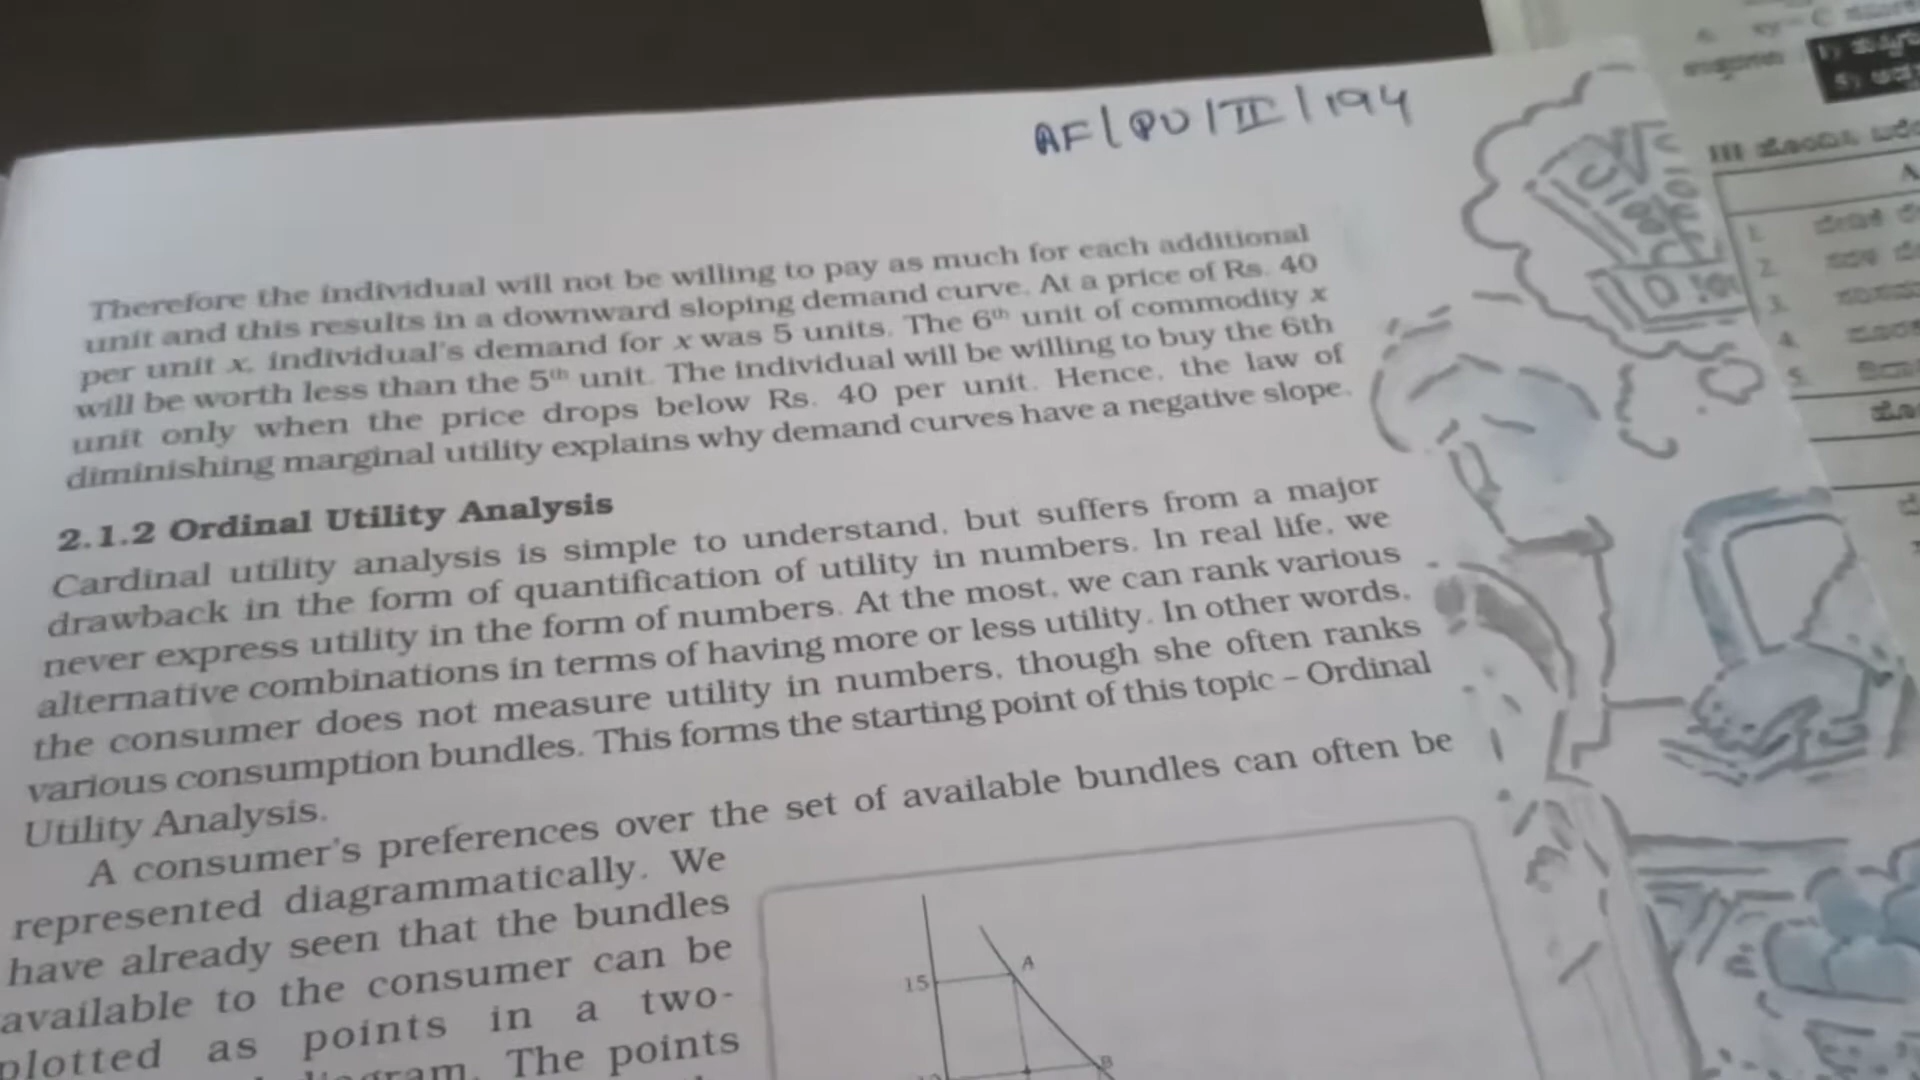 AF/PU/II/194
Therefore the individual will not be willing to pay as much for each additional
unit and this results in a downward sloping demand curve. At a price of Rs. 40
per unit x, individual's demand for x was 5 units. The 6th unit of commodity x
will be worth less than the 5th unit. The individual will be willing to buy the 6th
unit only when the price drops below Rs. 40 per unit. Hence, the law of
diminishing marginal utility explains why demand curves have a negative slope.
2.1.2 Ordinal Utility Analysis
Cardinal utility analysis is simple to understand, but suffers from a major
drawback in the form of quantification of utility in numbers. In real life, we
never express utility in the form of numbers. At the most, we can rank various
alternative combinations in terms of having more or less utility. In other words,
the consumer does not measure utility in numbers, though she often ranks
various consumption bundles. This forms the starting point of this topic – Ordinal
Utility Analysis.
A consumer's preferences over the set of available bundles can often be
represented diagrammatically. We
have already seen that the bundles
available to the consumer can be
plotted as points in a two-
The points
A
15
B